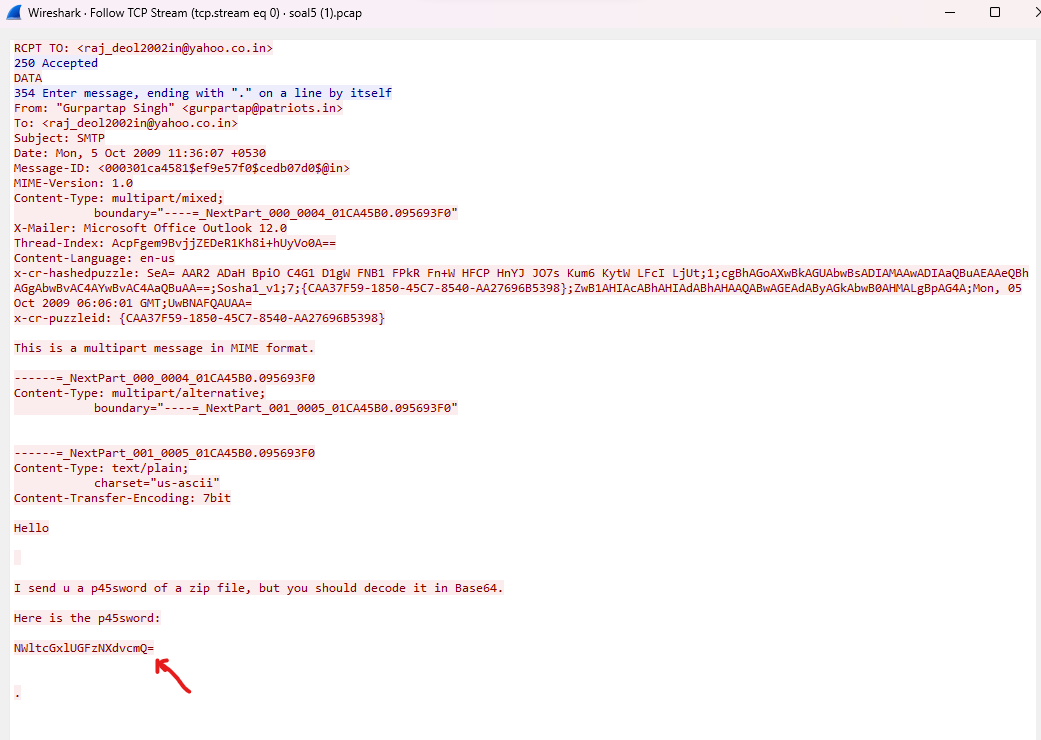 Wireshark · Follow TCP Stream (tcp.stream eq 0) · soal5 (1).pcap
RCPT TO: <raj_deol2002in@yahoo.co.in>
250 Accepted
DATA
354 Enter message, ending with "." on a line by itself
From: "Gurpartap Singh" <gurpartap@patriots.in>
To: <raj_deol2002in@yahoo.co.in>
Subject: SMTP
Date: Mon, 5 Oct 2009 11:36:07 +0530
Message-ID: <000301ca4581$ef9e57f0$cedb07d0$@in>
MIME-Version: 1.0
Content-Type: multipart/mixed;
boundary="----=_NextPart_000_0004_01CA45B0.095693F0"
X-Mailer: Microsoft Office Outlook 12.0
Thread-Index: AcpFgem9BvjjZEDeR1Kh8i+hUyVo0A==
Content-Language: en-us
x-cr-hashedpuzzle: SeA= AAR2 ADaH BpiO C4G1 D1gW FNB1 FPkR Fn+W HFCP HnYJ JO7s Kum6 KytW LFcI LjUt;1;cgBhAGoAXwBkAGUAbwBsADIAMAAwADIAaQBuAEAAeQBh
AGgAbwBvAC4AYwBvAC4AaQBuAA==;Sosha1_v1;7;{CAA37F59-1850-45C7-8540-AA27696B5398};ZwB1AHIAcABhAHIAdABhAHAAQABwAGEAdAByAGkAbwB0AHMALgBpAG4A;Mon, 05
Oct 2009 06:06:01 GMT;UwBNAFQAUAA=
x-cr-puzzleid: {CAA37F59-1850-45C7-8540-AA27696B5398}
This is a multipart message in MIME format.
------=_NextPart_000_0004_01CA45B0.095693F0
Content-Type: multipart/alternative;
boundary="----=_NextPart_001_0005_01CA45B0.095693F0"
------=_NextPart_001_0005_01CA45B0.095693F0
Content-Type: text/plain;
charset="us-ascii"
Content-Transfer-Encoding: 7bit
Hello
I send u a p45sword of a zip file, but you should decode it in Base64.
Here is the p45sword:
NWltcGxlUGFzNXdvcmQ=
.